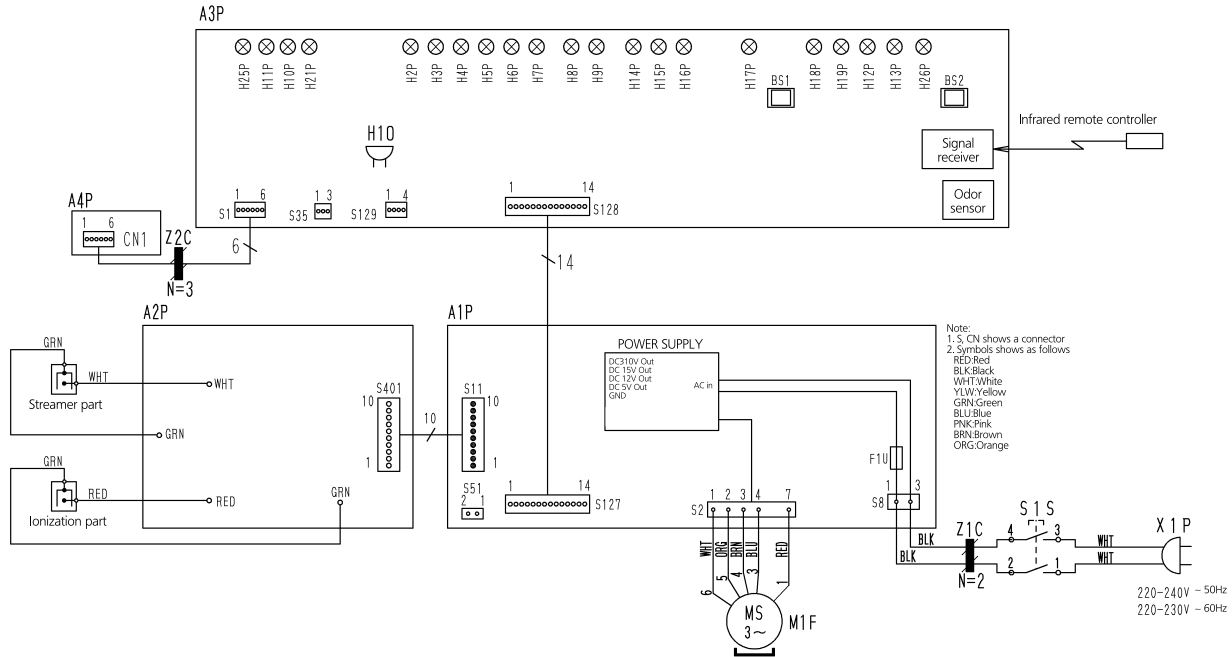 A3P
H25P H11P H10P H21P H2P H3P H4P H5P H6P H7P H8P H9P H14P H15P H16P H17P H18P H19P H12P H13P H26P
BS1 BS2
H10
Infrared remote controller
Signal
receiver
Odor
sensor
1 6
S1
1 3
S35
1 4
S129
1 14
S128
A4P
1 6
CN1
Z2C
N=3
6
14
A2P
GRN
WHT
WHT
Streamer part
GRN
GRN
RED
RED
Ionization part
GRN
S401
10
1
10
A1P
S11
10
1
S51
2 1
1 14
S127
POWER SUPPLY
DC310V Out
DC 15V Out
DC 12V Out
DC 5V Out
GND
AC in
F1U
1 3
S8
S2
1 2 3 4 7
WHT ORG BRN BLU RED
6 5 4 3 1
MS
3~
M1F
Note:
1. S, CN shows a connector
2. Symbols shows as follows
RED:Red
BLK:Black
WHT:White
YLW:Yellow
GRN:Green
BLU:Blue
PNK:Pink
BRN:Brown
ORG:Orange
BLK
BLK
Z1C
N=2
S1S
4 3
2 1
WHT
WHT
X1P
220-240V ~ 50Hz
220-230V ~ 60Hz